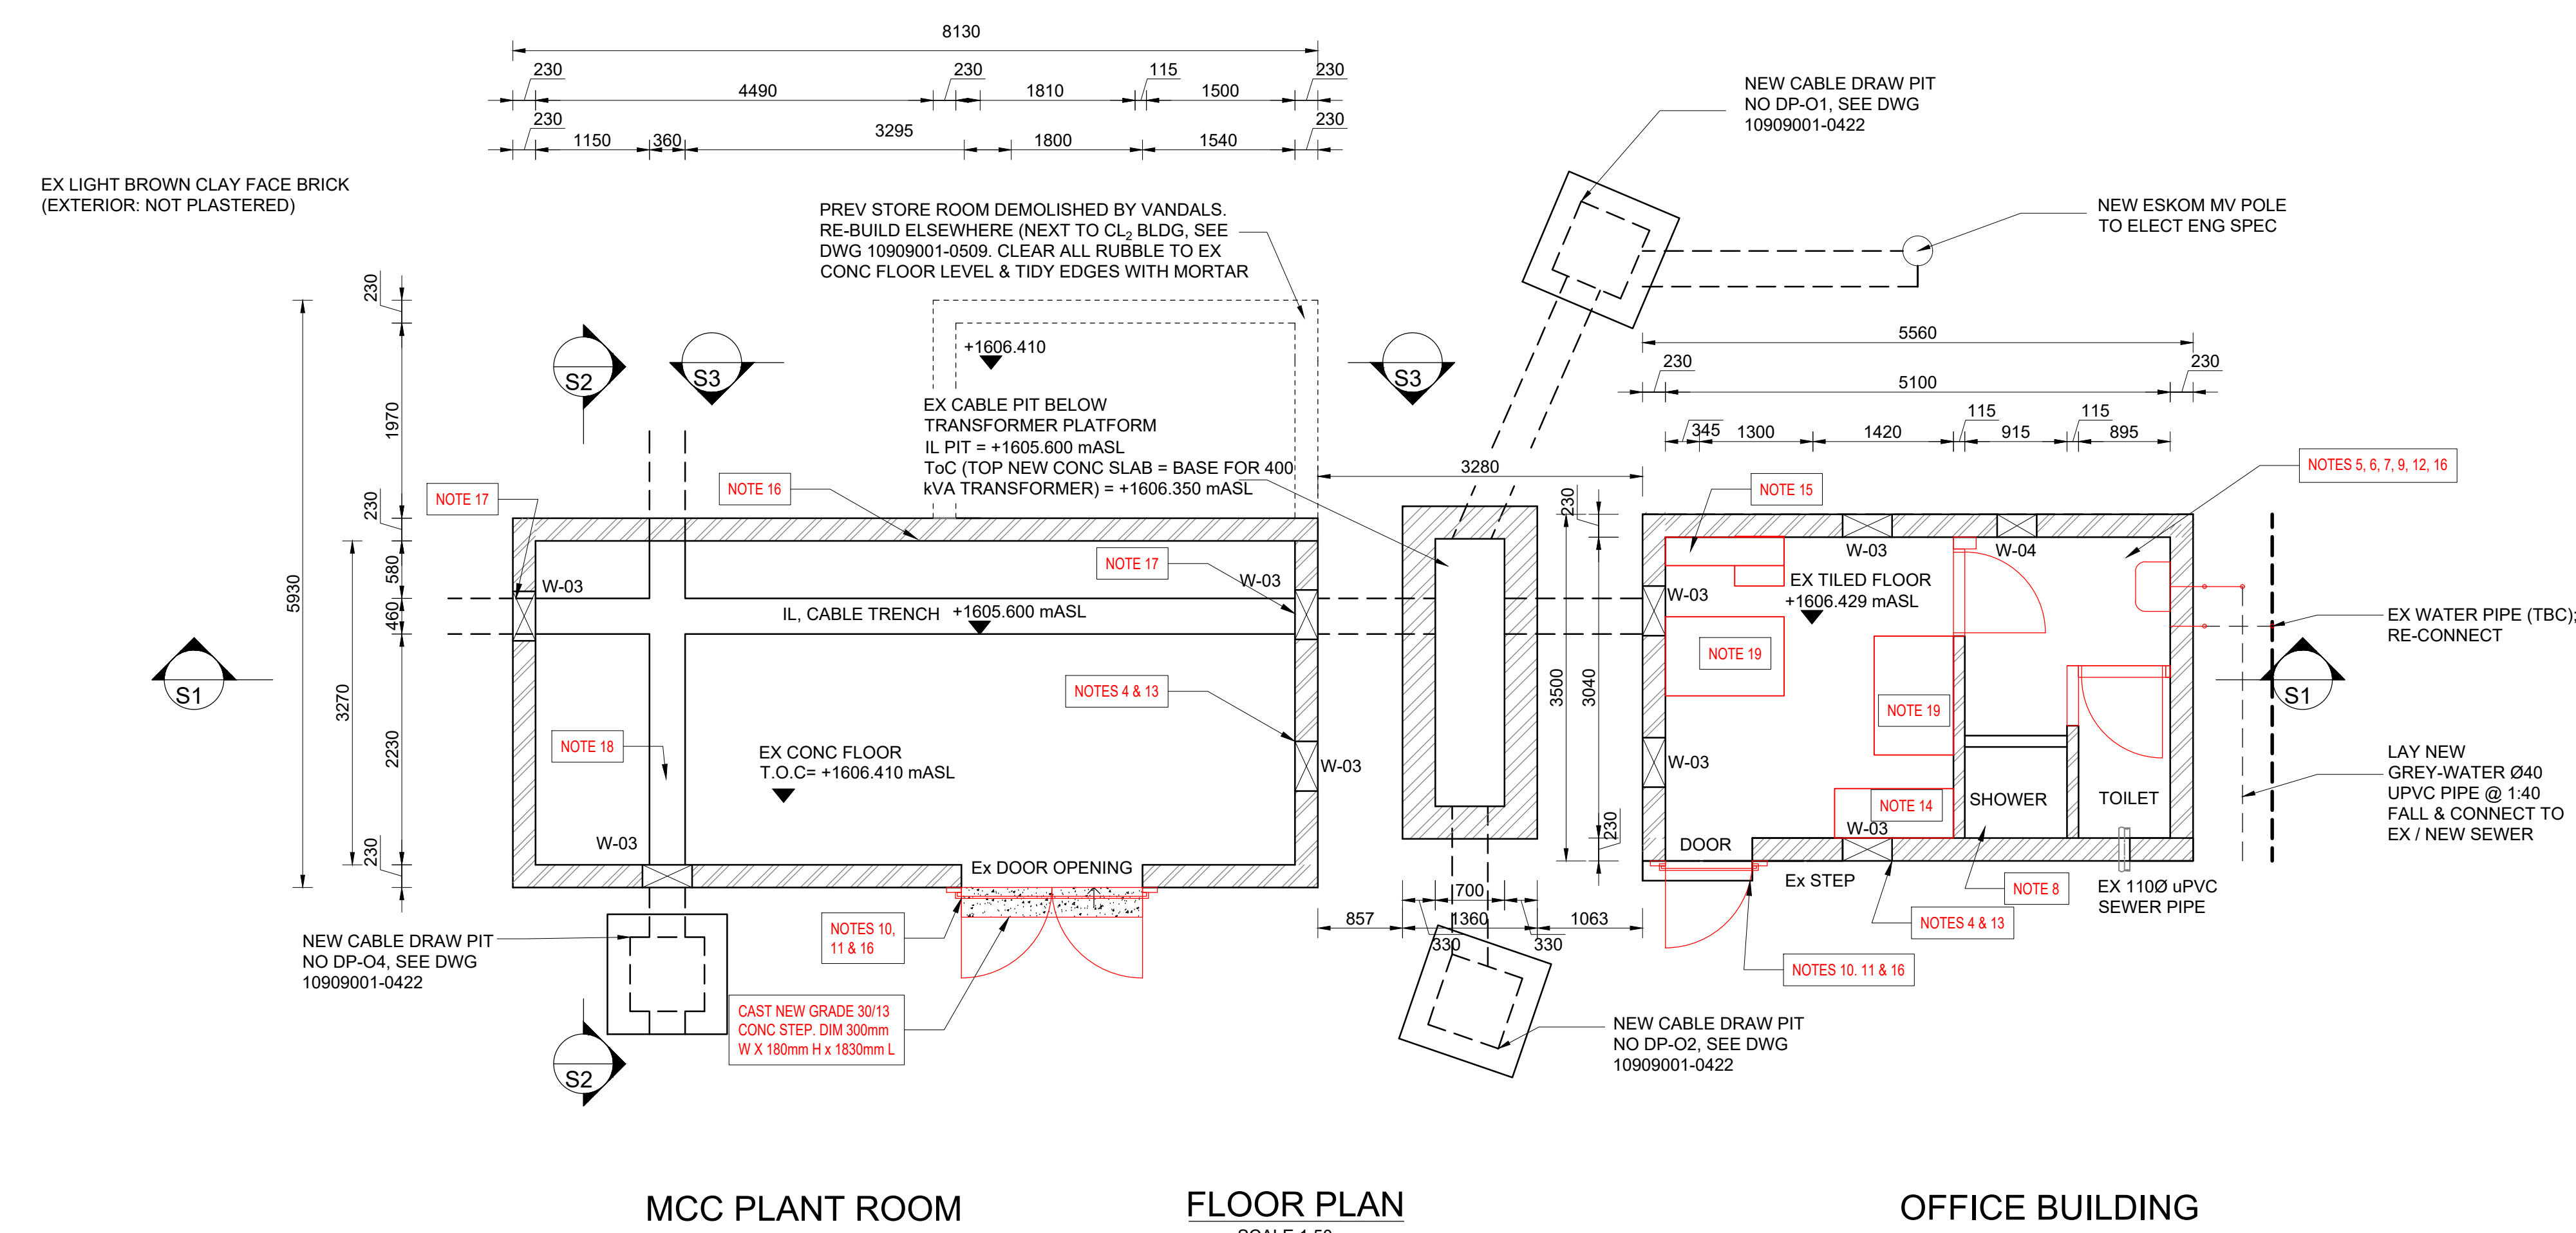 8130
230
230
115
230
4490
1810
1500
230
230
1150
360
3295
1800
1540
EX LIGHT BROWN CLAY FACE BRICK
(EXTERIOR: NOT PLASTERED)
PREV STORE ROOM DEMOLISHED BY VANDALS.
RE-BUILD ELSEWHERE (NEXT TO CL2 BLDG, SEE
DWG 10909001-0509. CLEAR ALL RUBBLE TO EX
CONC FLOOR LEVEL & TIDY EDGES WITH MORTAR
NEW CABLE DRAW PIT
NO DP-O1, SEE DWG
10909001-0422
NEW ESKOM MV POLE
TO ELECT ENG SPEC
230
1970
230
580
460
2230
230
5930
3270
S2
S3
S3
+1606.410
EX CABLE PIT BELOW
TRANSFORMER PLATFORM
IL PIT = +1605.600 mASL
ToC (TOP NEW CONC SLAB = BASE FOR 400
kVA TRANSFORMER) = +1606.350 mASL
3280
5560
230
230
5100
115
115
345
1300
1420
915
895
NOTES 5, 6, 7, 9, 12, 16
NOTE 17
NOTE 16
NOTE 15
NOTE 17
W-03
W-03
IL, CABLE TRENCH
+1605.600 mASL
NOTES 4 & 13
NOTE 18
EX CONC FLOOR
T.O.C= +1606.410 mASL
W-03
W-03
Ex DOOR OPENING
S1
230
3500
3040
230
W-03
W-04
W-03
EX TILED FLOOR
+1606.429 mASL
NOTE 19
NOTE 19
W-03
NOTE 14
W-03
SHOWER
TOILET
DOOR
Ex STEP
EX WATER PIPE (TBC);
RE-CONNECT
S1
LAY NEW
GREY-WATER Ø40
UPVC PIPE @ 1:40
FALL & CONNECT TO
EX / NEW SEWER
NOTE 8
EX 110Ø uPVC
SEWER PIPE
NOTES 4 & 13
NOTES 10. 11 & 16
700
857
1360
1063
330
330
NOTES 10,
11 & 16
NEW CABLE DRAW PIT
NO DP-O4, SEE DWG
10909001-0422
CAST NEW GRADE 30/13
CONC STEP. DIM 300mm
W X 180mm H x 1830mm L
NEW CABLE DRAW PIT
NO DP-O2, SEE DWG
10909001-0422
S2
MCC PLANT ROOM
FLOOR PLAN
SCALE 1:50
OFFICE BUILDING